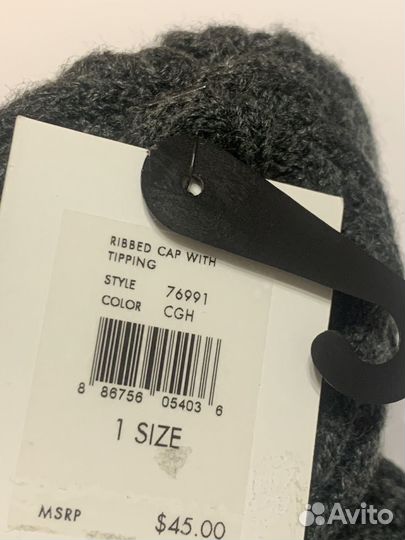 RIBBED CAP WITH
TIPPING
STYLE 76991
COLOR CGH
8 86756 05403 6
1 SIZE
MSRP $45.00
Avito